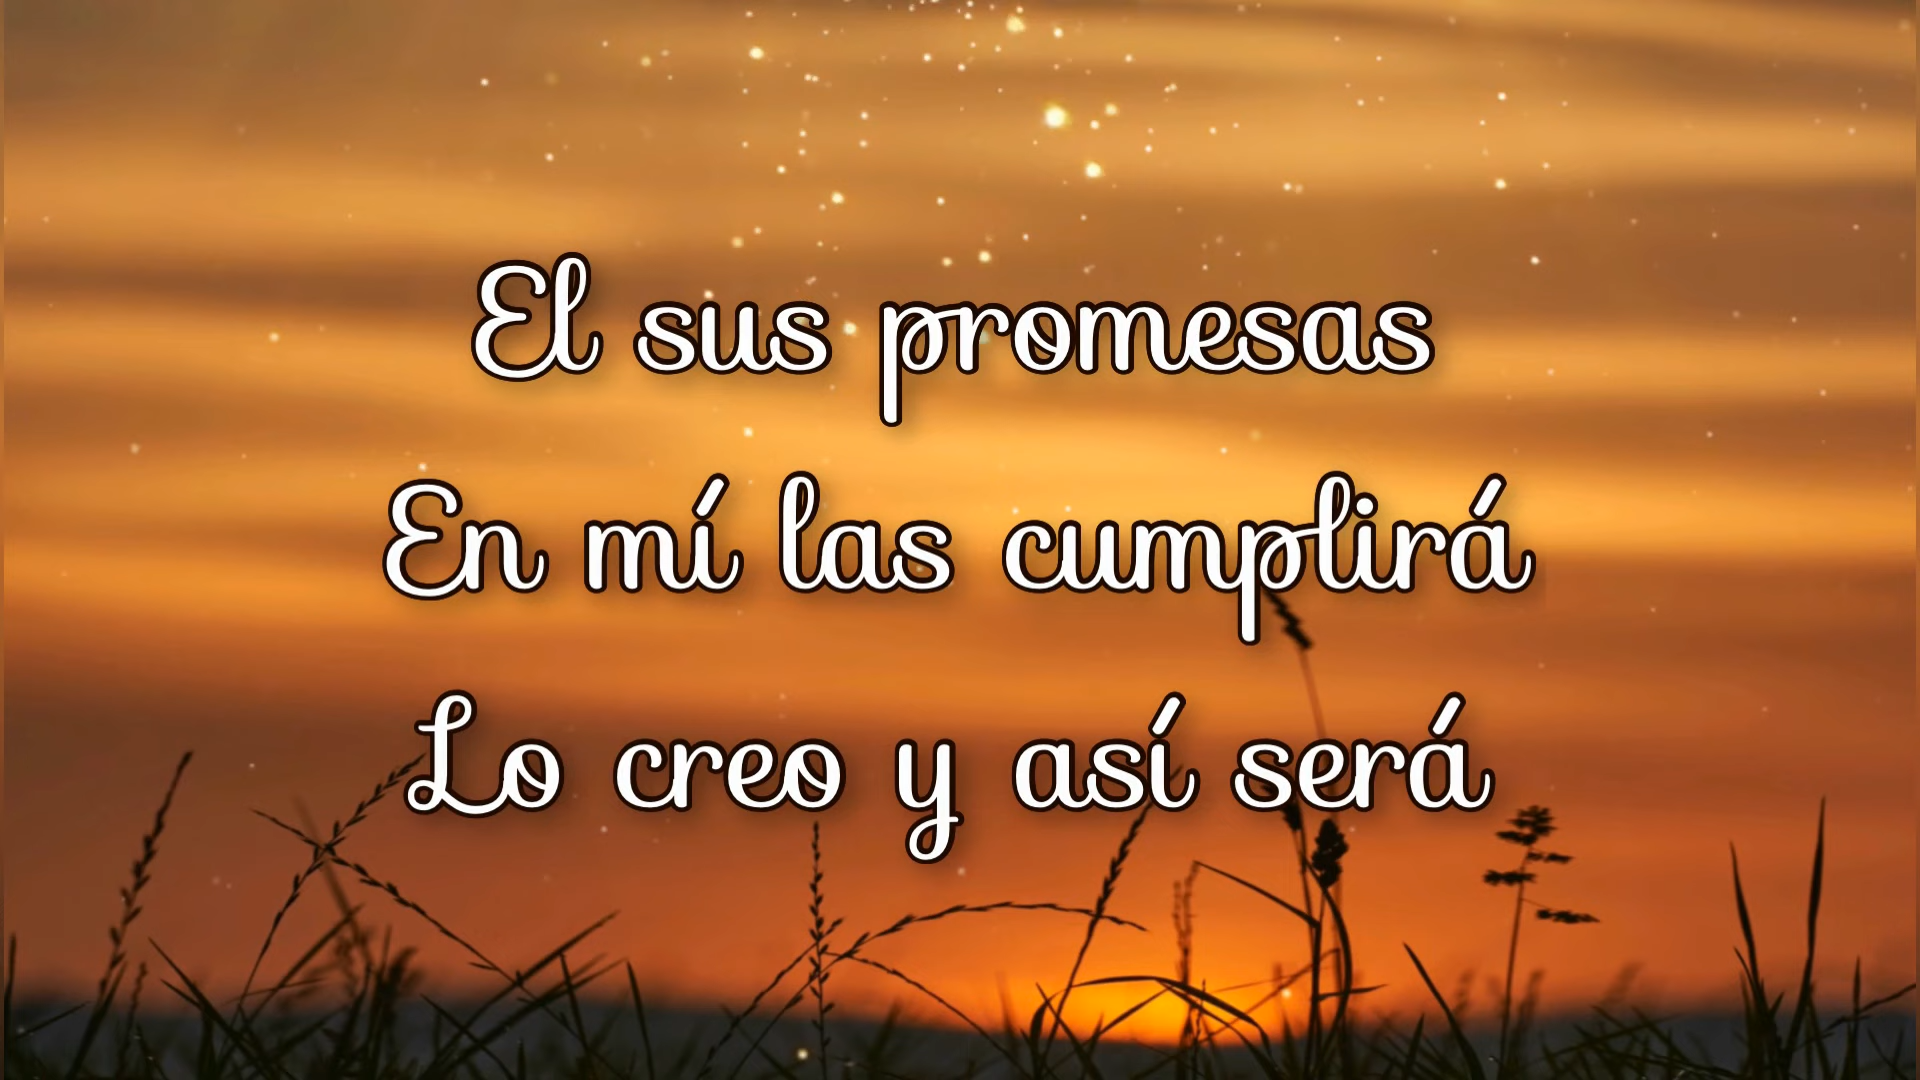 El sus promesas
En mí las cumplirá
Lo creo y así será